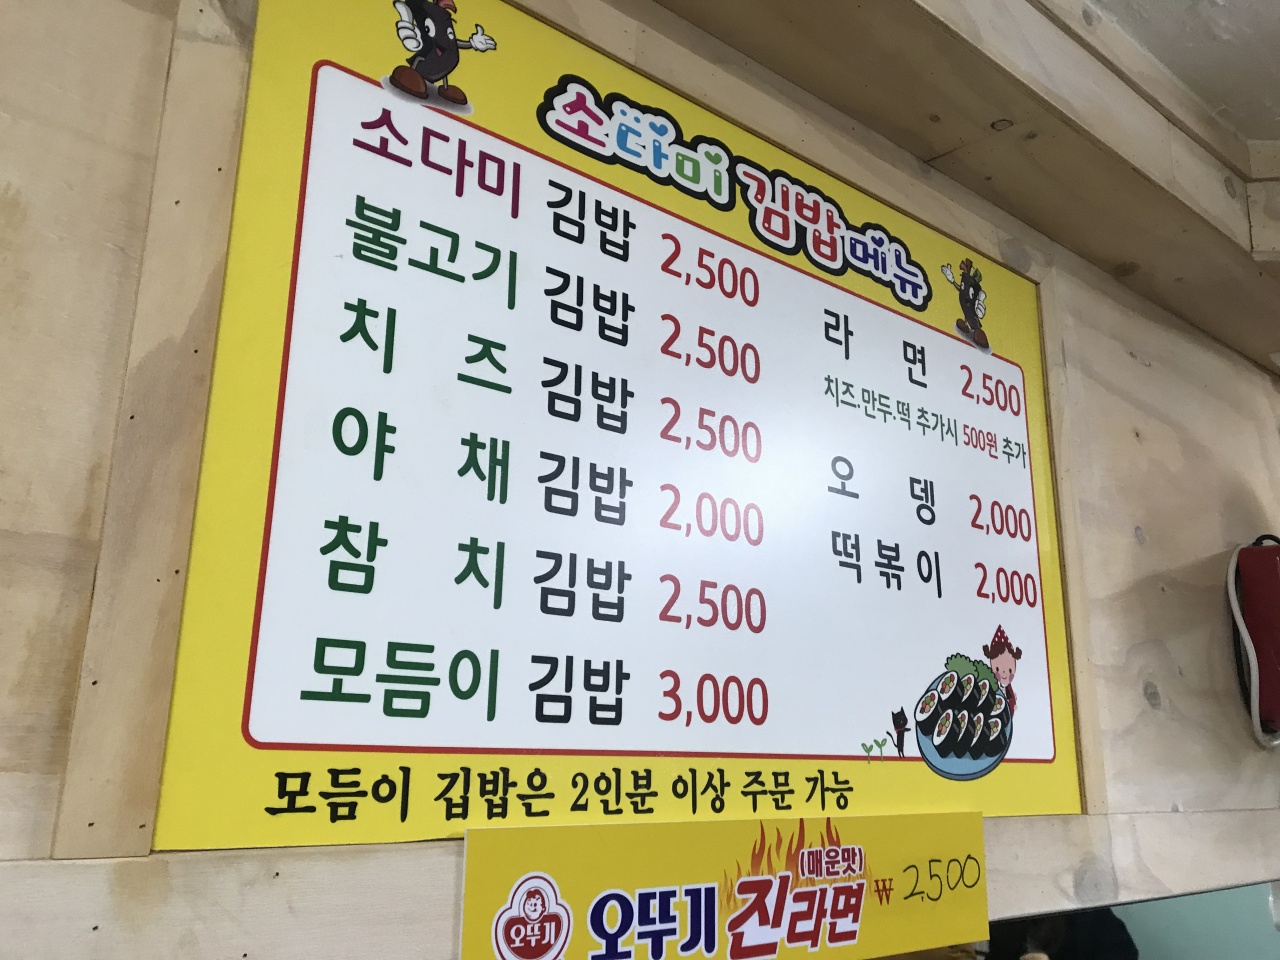 소다미 김밥 메뉴
소다미 김밥 2,500
불고기 김밥 2,500
치 즈 김밥 2,500
야 채 김밥 2,000
참 치 김밥 2,500
모듬이 김밥 3,000
라 면 2,500
치즈.만두.떡 추가시 500원 추가
오 뎅 2,000
떡볶이 2,000
모듬이 김밥은 2인분 이상 주문 가능
오뚜기 오뚜기 진라면 (매운맛) ₩ 2,500